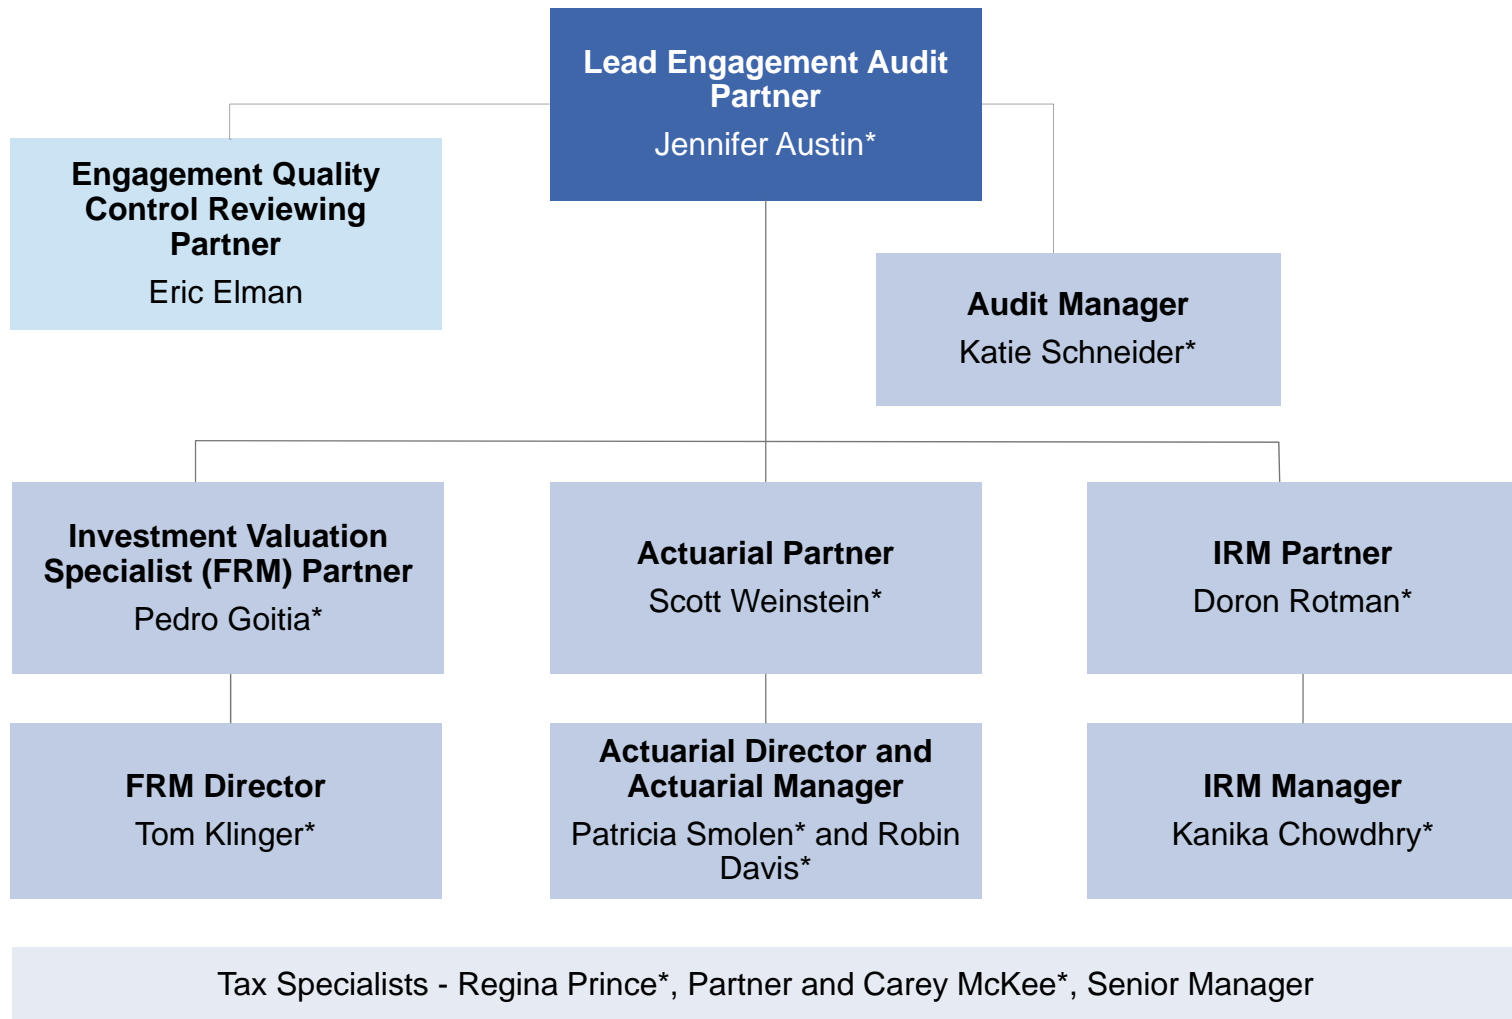 Lead Engagement Audit
Partner
Jennifer Austin*
Engagement Quality
Control Reviewing
Partner
Eric Elman
Audit Manager
Katie Schneider*
Investment Valuation
Specialist (FRM) Partner
Pedro Goitia*
Actuarial Partner
Scott Weinstein*
IRM Partner
Doron Rotman*
FRM Director
Tom Klinger*
Actuarial Director and
Actuarial Manager
Patricia Smolen* and Robin
Davis*
IRM Manager
Kanika Chowdhry*
Tax Specialists - Regina Prince*, Partner and Carey McKee*, Senior Manager